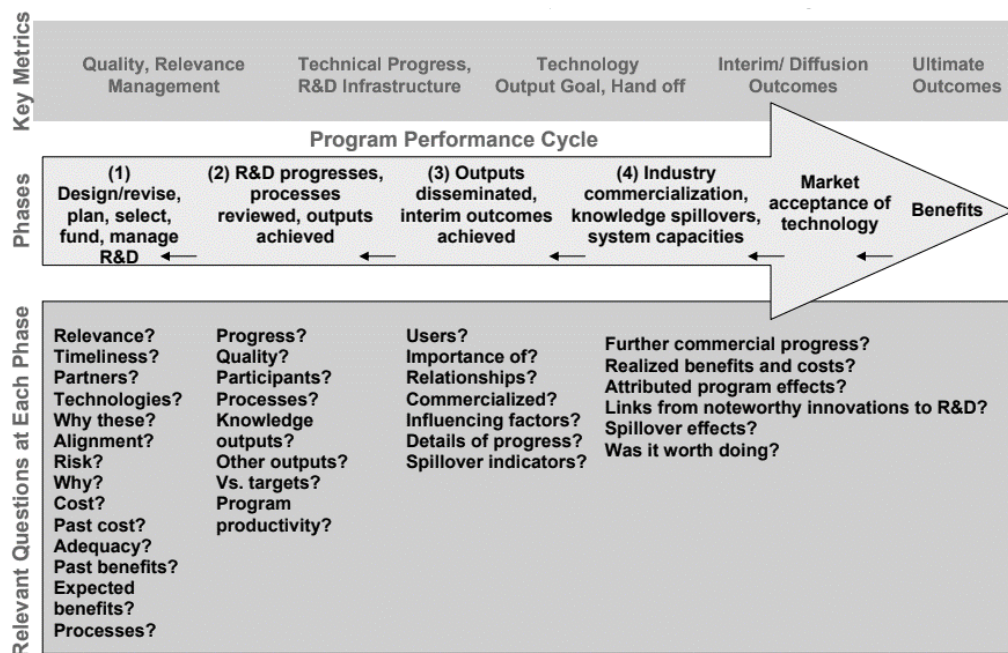 Key Metrics
Quality, Relevance
Management
Technical Progress,
R&D Infrastructure
Technology
Output Goal, Hand off
Interim/ Diffusion
Outcomes
Ultimate
Outcomes
Program Performance Cycle
Phases
(1)
Design/revise,
plan, select,
fund, manage
R&D
(2) R&D progresses,
processes
reviewed, outputs
achieved
(3) Outputs
disseminated,
interim outcomes
achieved
(4) Industry
commercialization,
knowledge spillovers,
system capacities
Market
acceptance of
technology
Benefits
Relevant Questions at Each Phase
Relevance?
Timeliness?
Partners?
Technologies?
Why these?
Alignment?
Risk?
Why?
Cost?
Past cost?
Adequacy?
Past benefits?
Expected
benefits?
Processes?
Progress?
Quality?
Participants?
Processes?
Knowledge
outputs?
Other outputs?
Vs. targets?
Program
productivity?
Users?
Importance of?
Relationships?
Commercialized?
Influencing factors?
Details of progress?
Spillover indicators?
Further commercial progress?
Realized benefits and costs?
Attributed program effects?
Links from noteworthy innovations to R&D?
Spillover effects?
Was it worth doing?